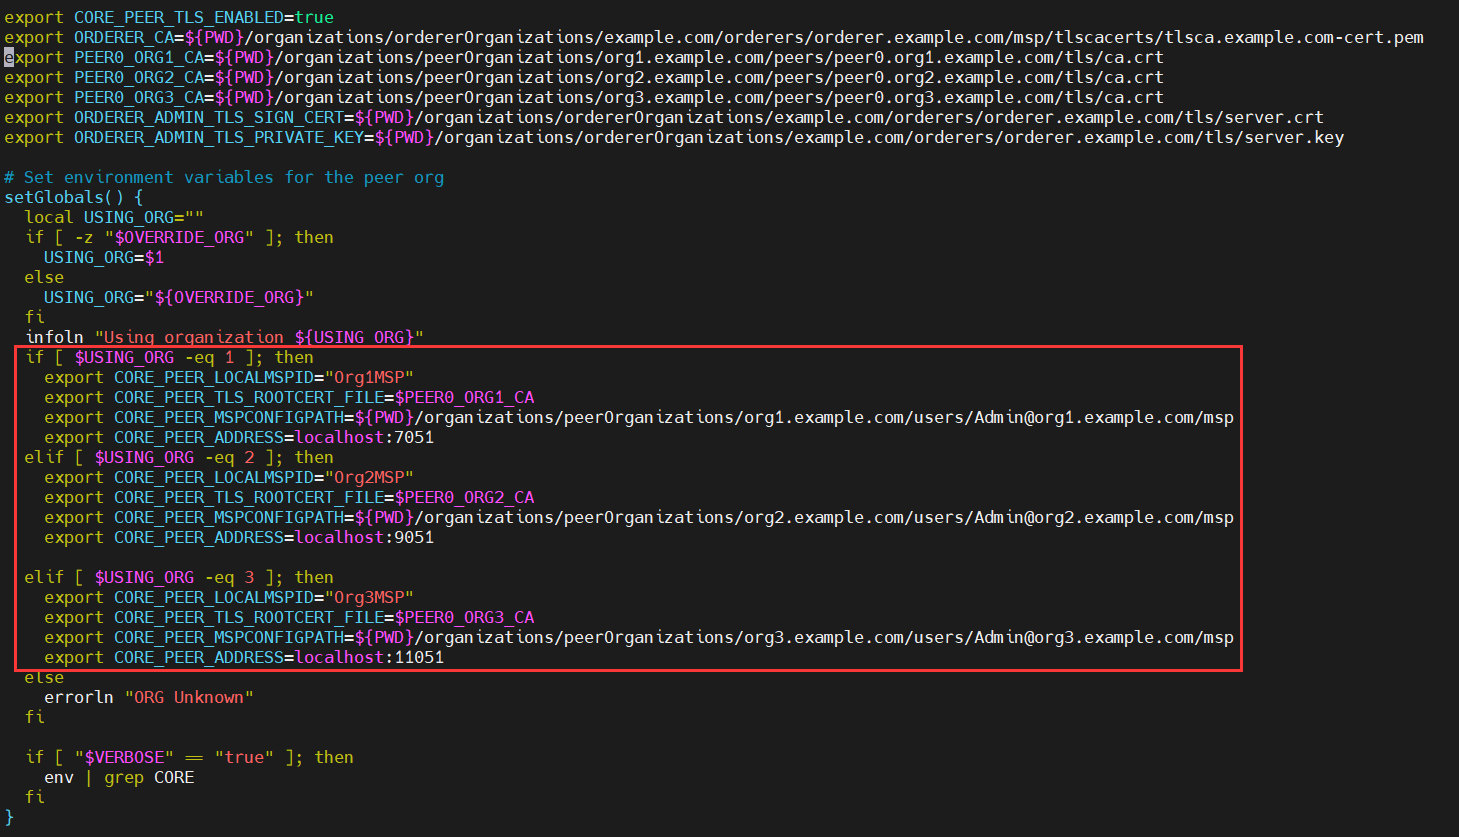 export CORE_PEER_TLS_ENABLED=true
export ORDERER_CA=${PWD}/organizations/ordererOrganizations/example.com/orderers/orderer.example.com/msp/tlscacerts/tlsca.example.com-cert.pem
export PEER0_ORG1_CA=${PWD}/organizations/peerOrganizations/org1.example.com/peers/peer0.org1.example.com/tls/ca.crt
export PEER0_ORG2_CA=${PWD}/organizations/peerOrganizations/org2.example.com/peers/peer0.org2.example.com/tls/ca.crt
export PEER0_ORG3_CA=${PWD}/organizations/peerOrganizations/org3.example.com/peers/peer0.org3.example.com/tls/ca.crt
export ORDERER_ADMIN_TLS_SIGN_CERT=${PWD}/organizations/ordererOrganizations/example.com/orderers/orderer.example.com/tls/server.crt
export ORDERER_ADMIN_TLS_PRIVATE_KEY=${PWD}/organizations/ordererOrganizations/example.com/orderers/orderer.example.com/tls/server.key

# Set environment variables for the peer org
setGlobals() {
  local USING_ORG=""
  if [ -z "$OVERRIDE_ORG" ]; then
    USING_ORG=$1
  else
    USING_ORG="${OVERRIDE_ORG}"
  fi
  infoln "Using organization ${USING_ORG}"
  if [ $USING_ORG -eq 1 ]; then
    export CORE_PEER_LOCALMSPID="Org1MSP"
    export CORE_PEER_TLS_ROOTCERT_FILE=$PEER0_ORG1_CA
    export CORE_PEER_MSPCONFIGPATH=${PWD}/organizations/peerOrganizations/org1.example.com/users/Admin@org1.example.com/msp
    export CORE_PEER_ADDRESS=localhost:7051
  elif [ $USING_ORG -eq 2 ]; then
    export CORE_PEER_LOCALMSPID="Org2MSP"
    export CORE_PEER_TLS_ROOTCERT_FILE=$PEER0_ORG2_CA
    export CORE_PEER_MSPCONFIGPATH=${PWD}/organizations/peerOrganizations/org2.example.com/users/Admin@org2.example.com/msp
    export CORE_PEER_ADDRESS=localhost:9051

  elif [ $USING_ORG -eq 3 ]; then
    export CORE_PEER_LOCALMSPID="Org3MSP"
    export CORE_PEER_TLS_ROOTCERT_FILE=$PEER0_ORG3_CA
    export CORE_PEER_MSPCONFIGPATH=${PWD}/organizations/peerOrganizations/org3.example.com/users/Admin@org3.example.com/msp
    export CORE_PEER_ADDRESS=localhost:11051
  else
    errorln "ORG Unknown"
  fi

  if [ "$VERBOSE" == "true" ]; then
    env | grep CORE
  fi
}